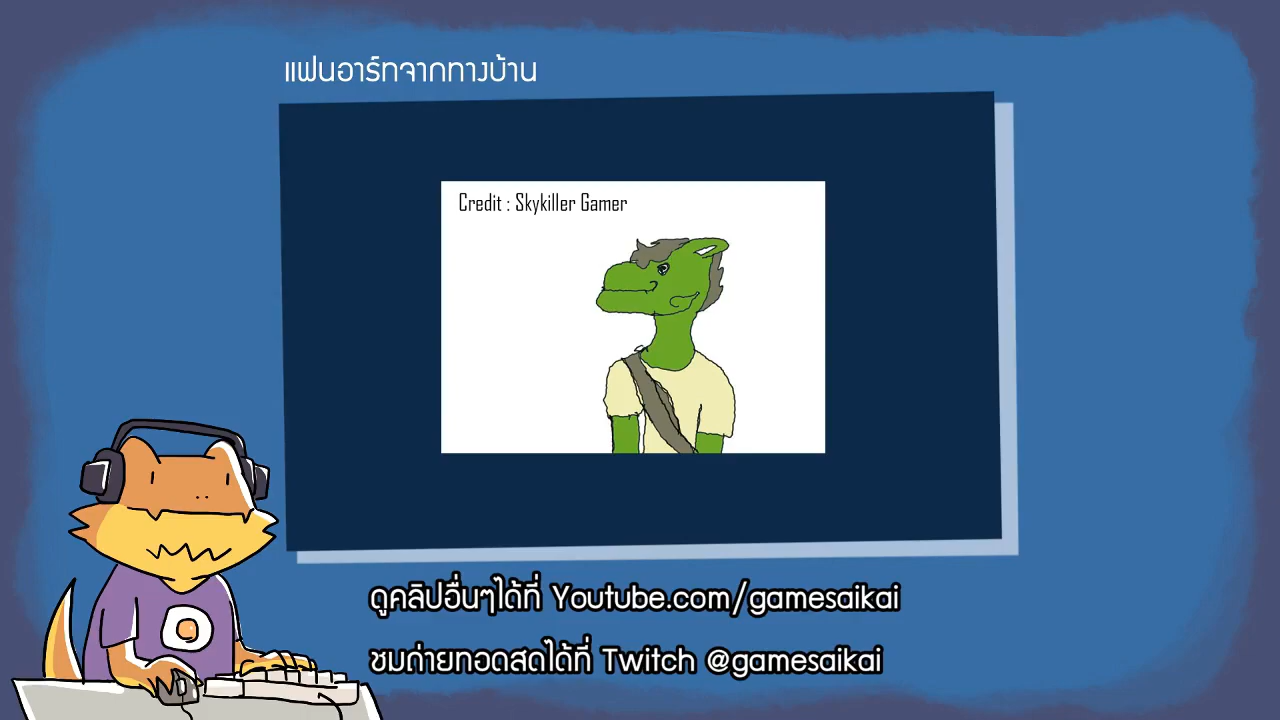 แฟนอาร์ทจากทางบ้าน
Credit : Skykiller Gamer
ดูคลิปอื่นๆได้ที่ Youtube.com/gamesaikai
ชมถ่ายทอดสดได้ที่ Twitch @gamesaikai